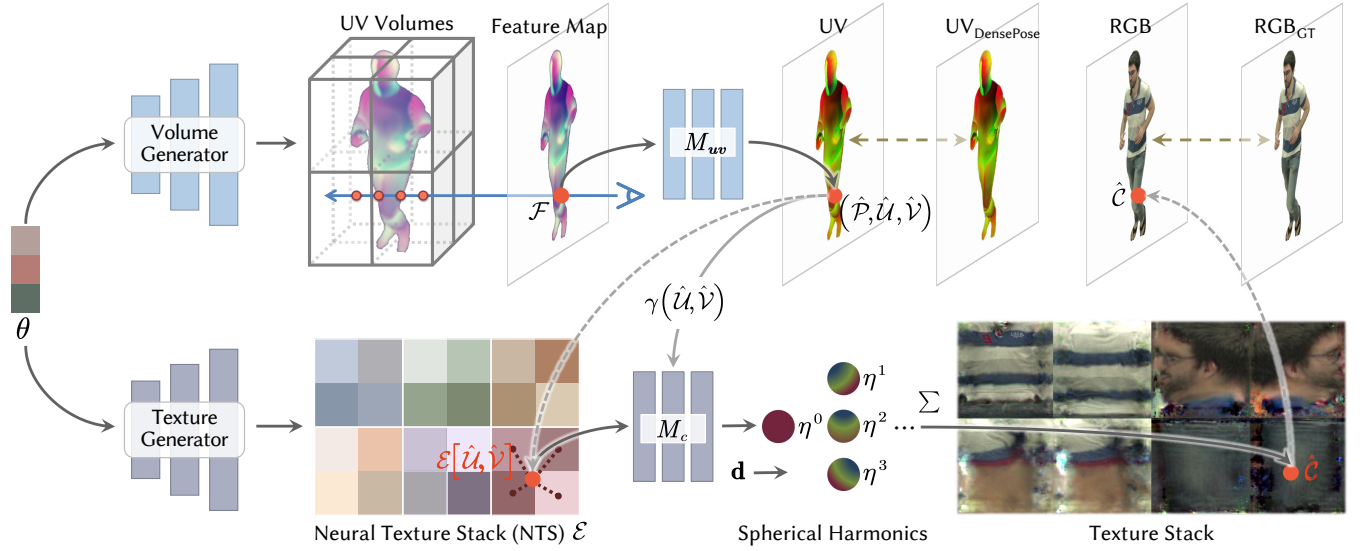 UV Volumes
Feature Map
UV
UV_DensePose
RGB
RGB_GT
Volume
Generator
M_uv
ℱ
(𝒫̂,𝒰̂,𝒱̂)
𝒞̂
θ
γ(𝒰̂,𝒱̂)
Texture
Generator
ℰ[𝒰̂,𝒱̂]
M_c
η^1
η^0
η^2
...
∑
d
η^3
𝒞̂
Neural Texture Stack (NTS) ℰ
Spherical Harmonics
Texture Stack